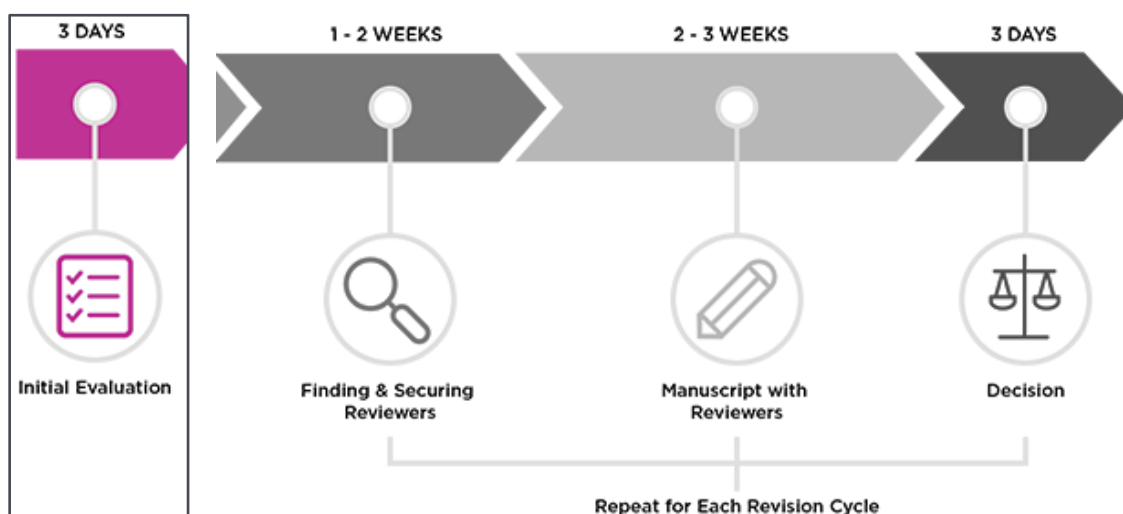 3 DAYS
1 - 2 WEEKS
2 - 3 WEEKS
3 DAYS
Initial Evaluation
Finding & Securing
Reviewers
Manuscript with
Reviewers
Decision
Repeat for Each Revision Cycle